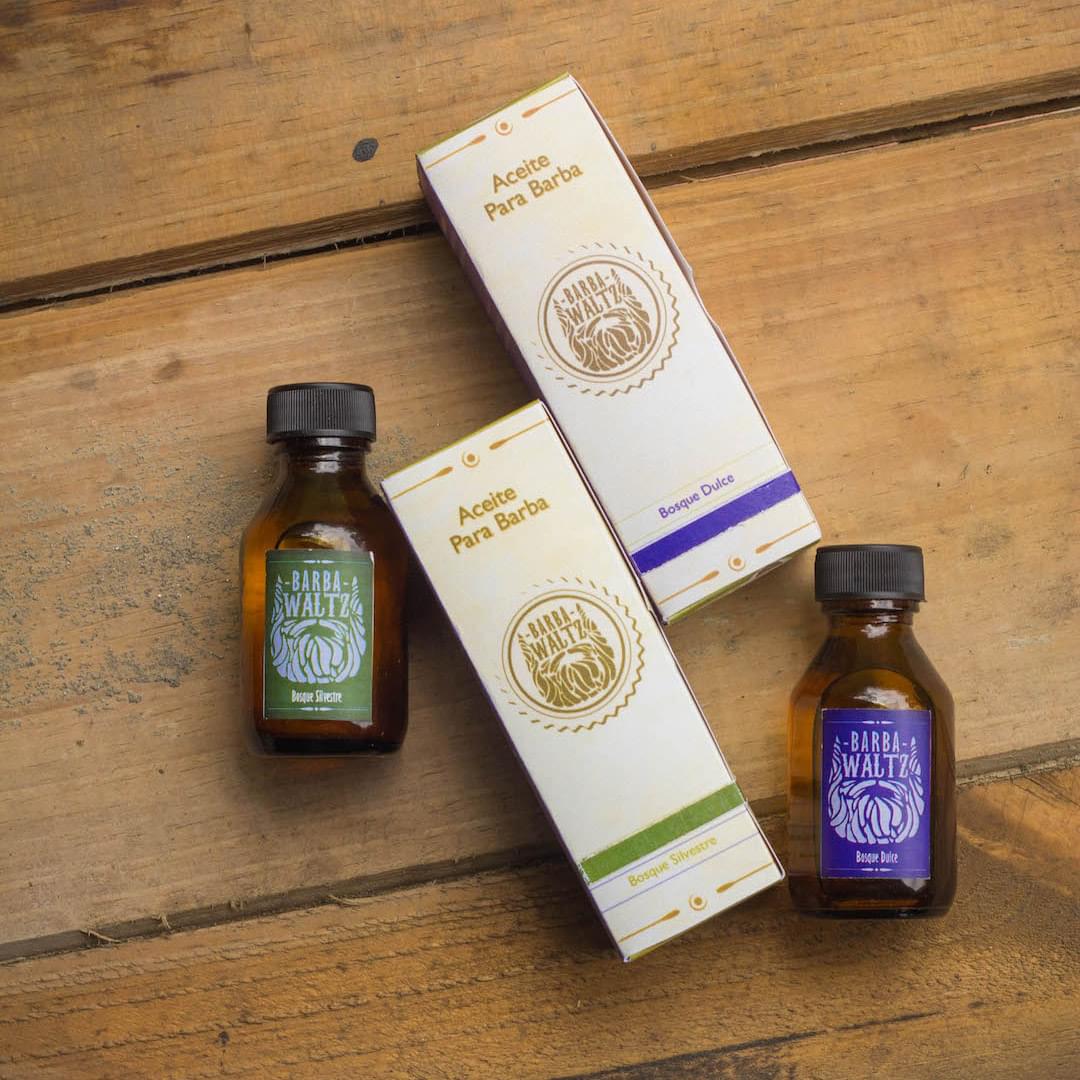 Aceite
Para Barba
-BARBA-
WALTZ
Bosque Dulce
Aceite
Para Barba
-BARBA-
WALTZ
Bosque Silvestre
-BARBA-
WALTZ
Bosque Silvestre
-BARBA-
WALTZ
Bosque Dulce